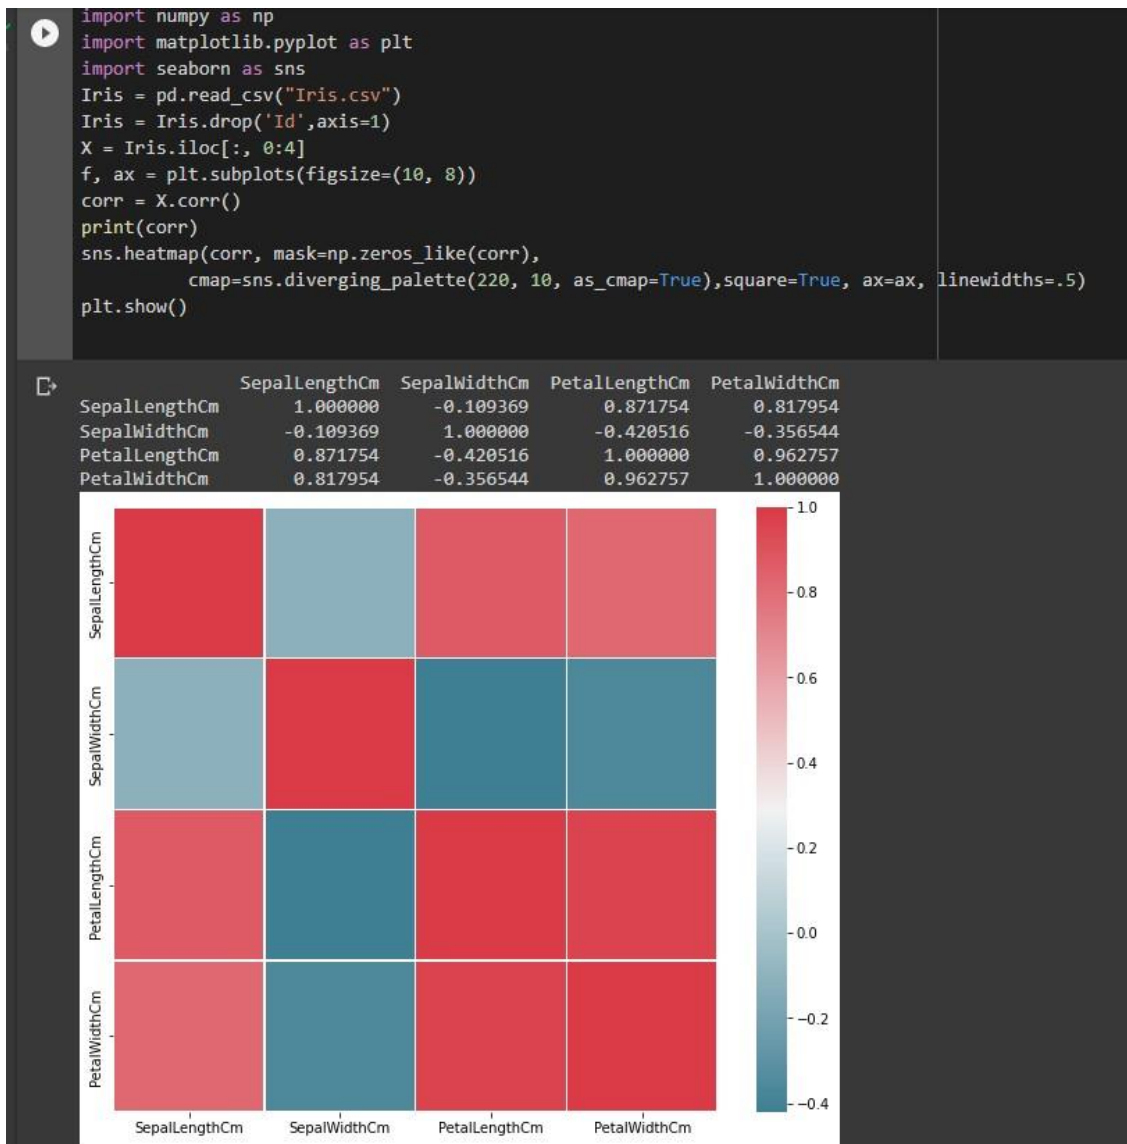 import numpy as np
import matplotlib.pyplot as plt
import seaborn as sns
Iris = pd.read_csv("Iris.csv")
Iris = Iris.drop('Id',axis=1)
X = Iris.iloc[:, 0:4]
f, ax = plt.subplots(figsize=(10, 8))
corr = X.corr()
print(corr)
sns.heatmap(corr, mask=np.zeros_like(corr),
cmap=sns.diverging_palette(220, 10, as_cmap=True),square=True, ax=ax, linewidths=.5)
plt.show()
SepalLengthCm SepalWidthCm PetalLengthCm PetalWidthCm
SepalLengthCm 1.000000 -0.109369 0.871754 0.817954
SepalWidthCm -0.109369 1.000000 -0.420516 -0.356544
PetalLengthCm 0.871754 -0.420516 1.000000 0.962757
PetalWidthCm 0.817954 -0.356544 0.962757 1.000000
SepalLengthCm
SepalWidthCm
PetalLengthCm
PetalWidthCm
SepalLengthCm SepalWidthCm PetalLengthCm PetalWidthCm
1.0
0.8
0.6
0.4
0.2
0.0
−0.2
−0.4